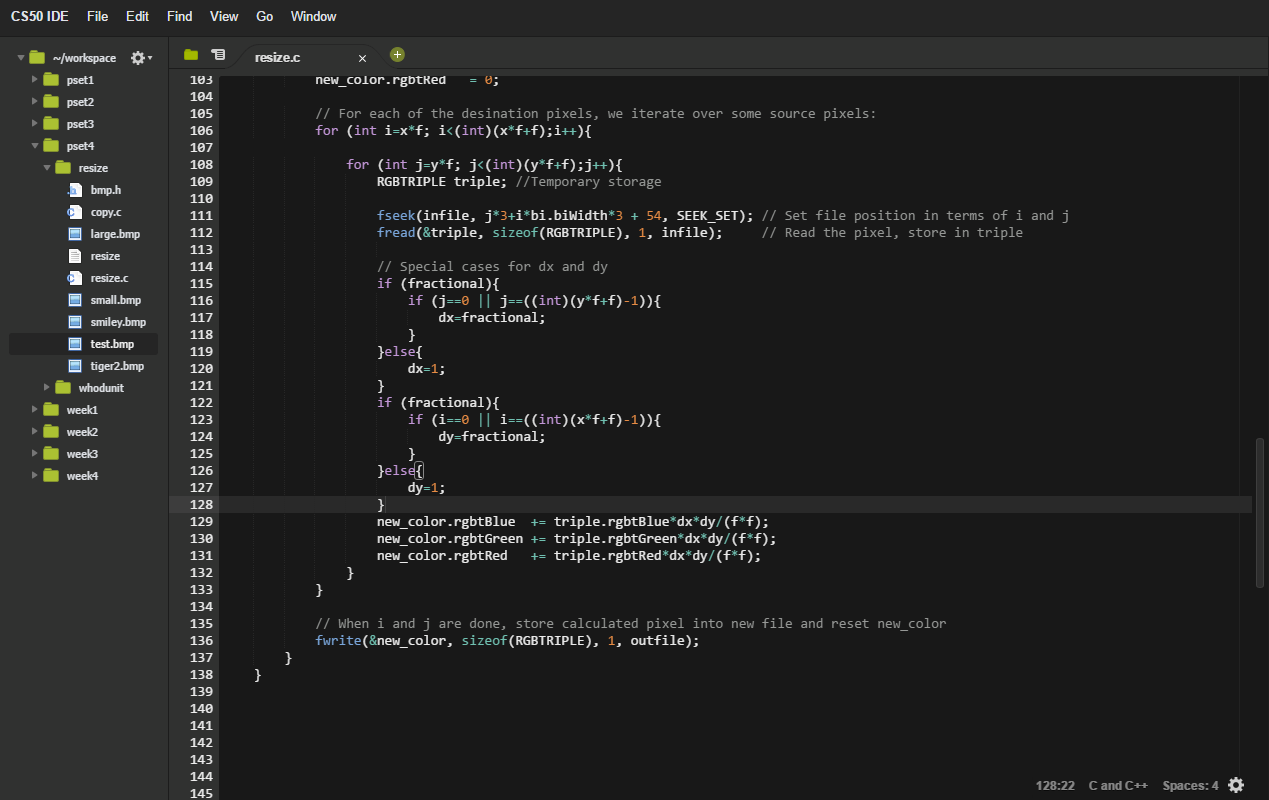 CS50 IDE File Edit Find View Go Window
~/workspace
pset1
pset2
pset3
pset4
resize
bmp.h
copy.c
large.bmp
resize
resize.c
small.bmp
smiley.bmp
test.bmp
tiger2.bmp
whodunit
week1
week2
week3
week4
resize.c
103 new_color.rgbtRed   = 0;
104
105 // For each of the desination pixels, we iterate over some source pixels:
106 for (int i=x*f; i<(int)(x*f+f);i++){
107
108     for (int j=y*f; j<(int)(y*f+f);j++){
109         RGBTRIPLE triple; //Temporary storage
110
111         fseek(infile, j*3+i*bi.biWidth*3 + 54, SEEK_SET); // Set file position in terms of i and j
112         fread(&triple, sizeof(RGBTRIPLE), 1, infile);     // Read the pixel, store in triple
113
114         // Special cases for dx and dy
115         if (fractional){
116             if (j==0 || j==((int)(y*f+f)-1)){
117                 dx=fractional;
118             }
119         }else{
120             dx=1;
121         }
122         if (fractional){
123             if (i==0 || i==((int)(x*f+f)-1)){
124                 dy=fractional;
125             }
126         }else{
127             dy=1;
128         }
129         new_color.rgbtBlue  += triple.rgbtBlue*dx*dy/(f*f);
130         new_color.rgbtGreen += triple.rgbtGreen*dx*dy/(f*f);
131         new_color.rgbtRed   += triple.rgbtRed*dx*dy/(f*f);
132     }
133 }
134
135 // When i and j are done, store calculated pixel into new file and reset new_color
136 fwrite(&new_color, sizeof(RGBTRIPLE), 1, outfile);
137 }
138 }
139
140
141
142
143
144
145
128:22 C and C++ Spaces: 4